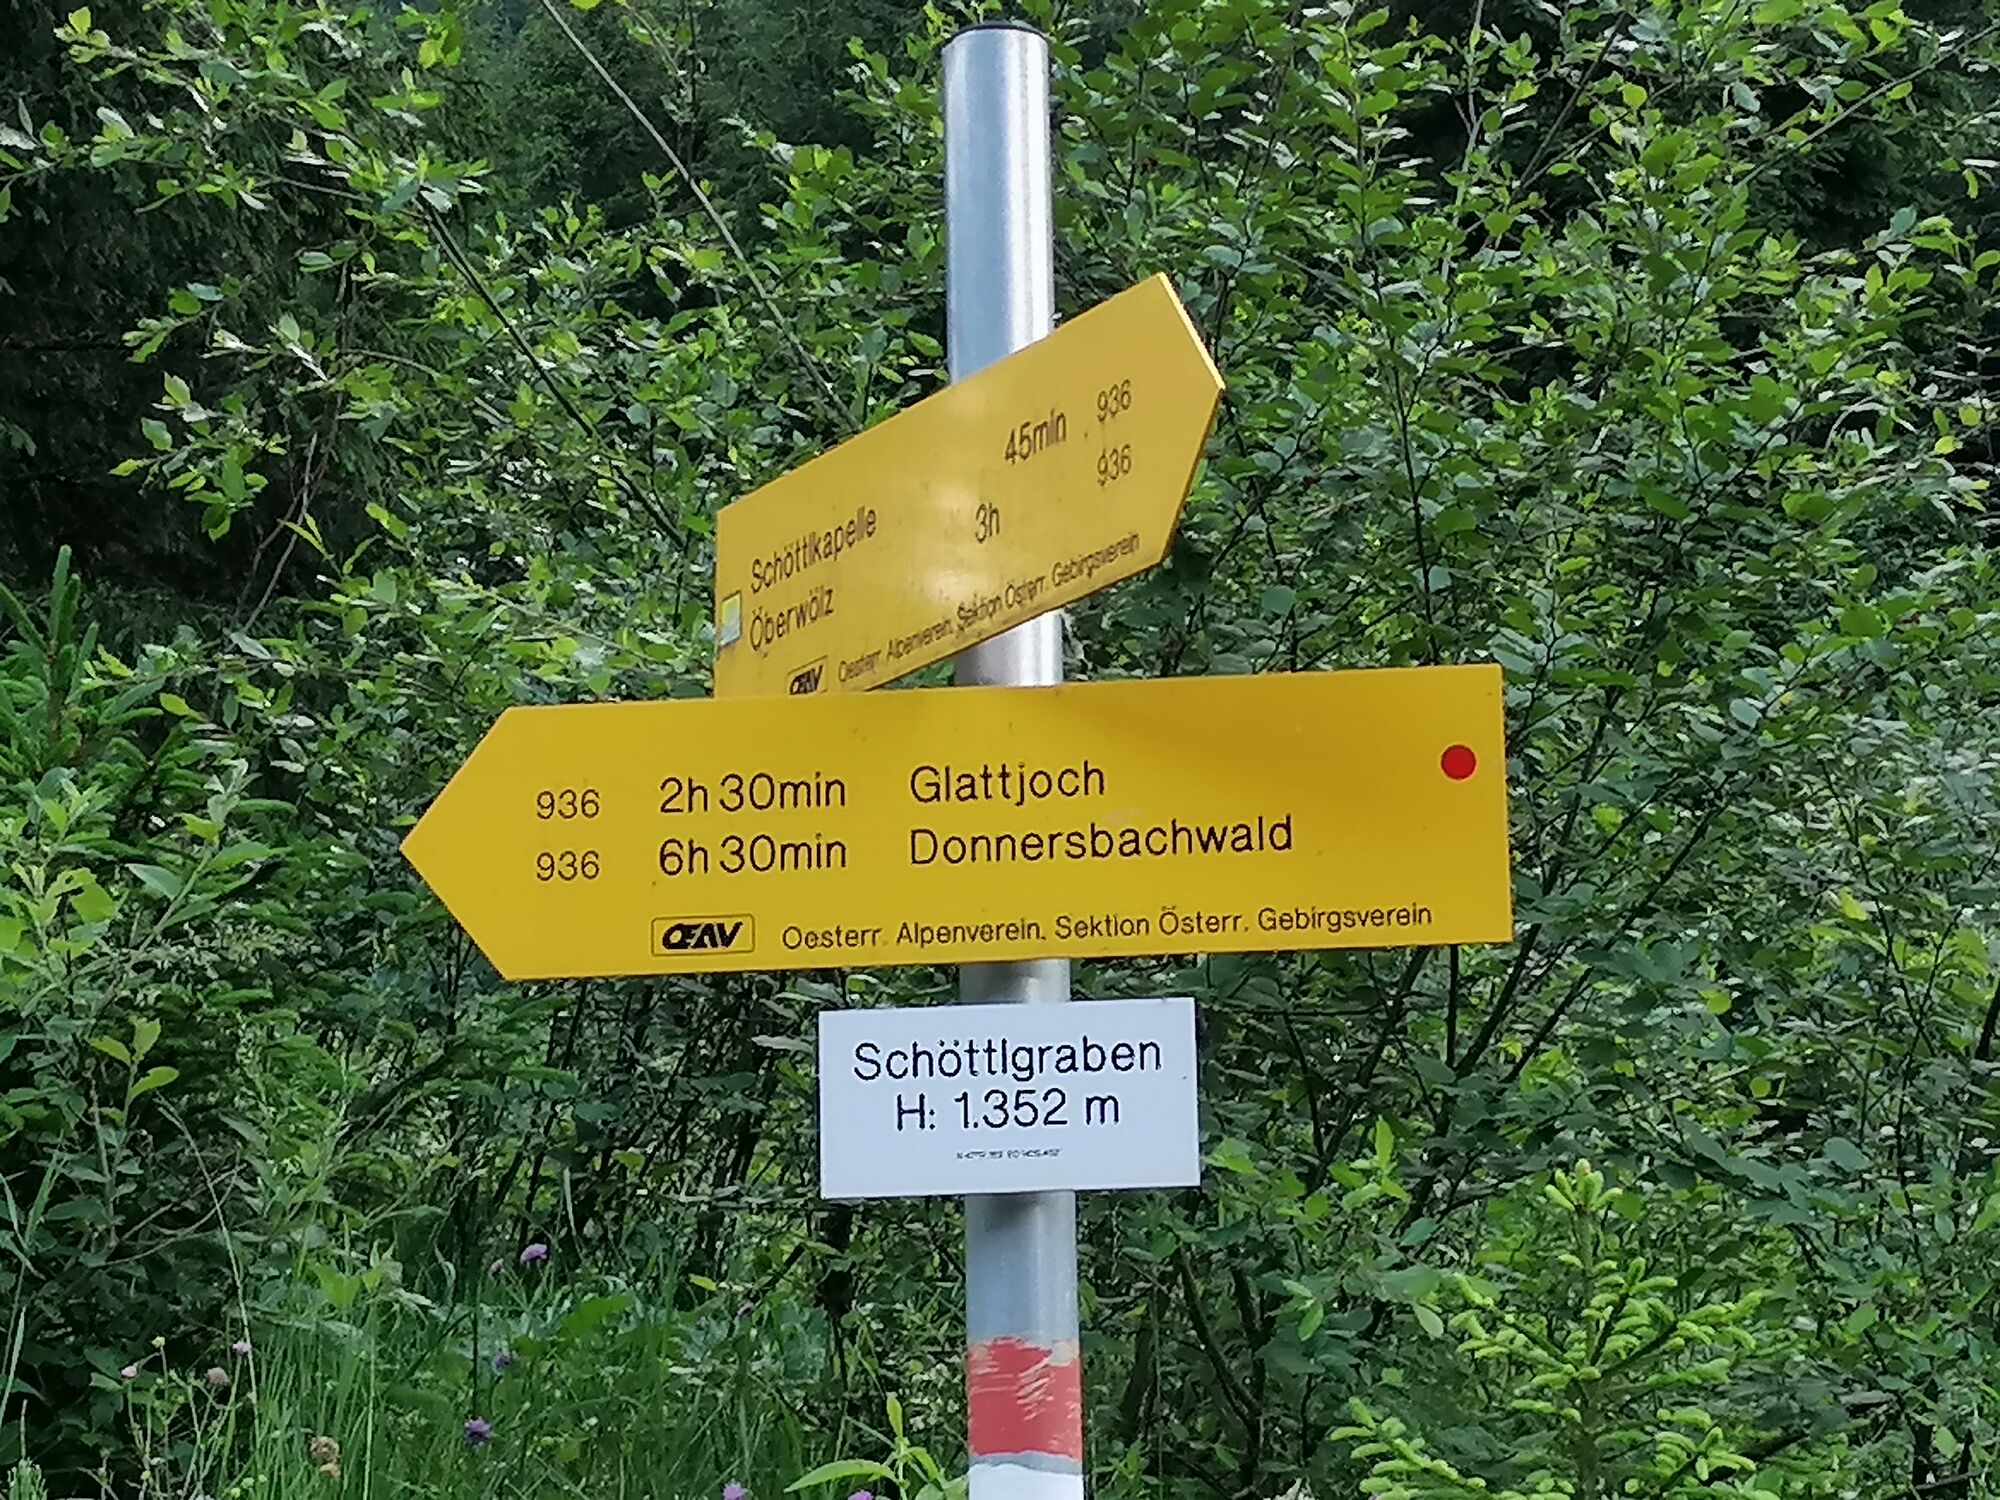 Schöttlkapelle 45min 936
Oberwölz 3h 936
OEAV Oesterr. Alpenverein, Sektion Österr. Gebirgsverein
936 2h 30min Glattjoch
936 6h 30min Donnersbachwald
OEAV Oesterr. Alpenverein, Sektion Österr. Gebirgsverein
Schöttlgraben
H: 1.352 m